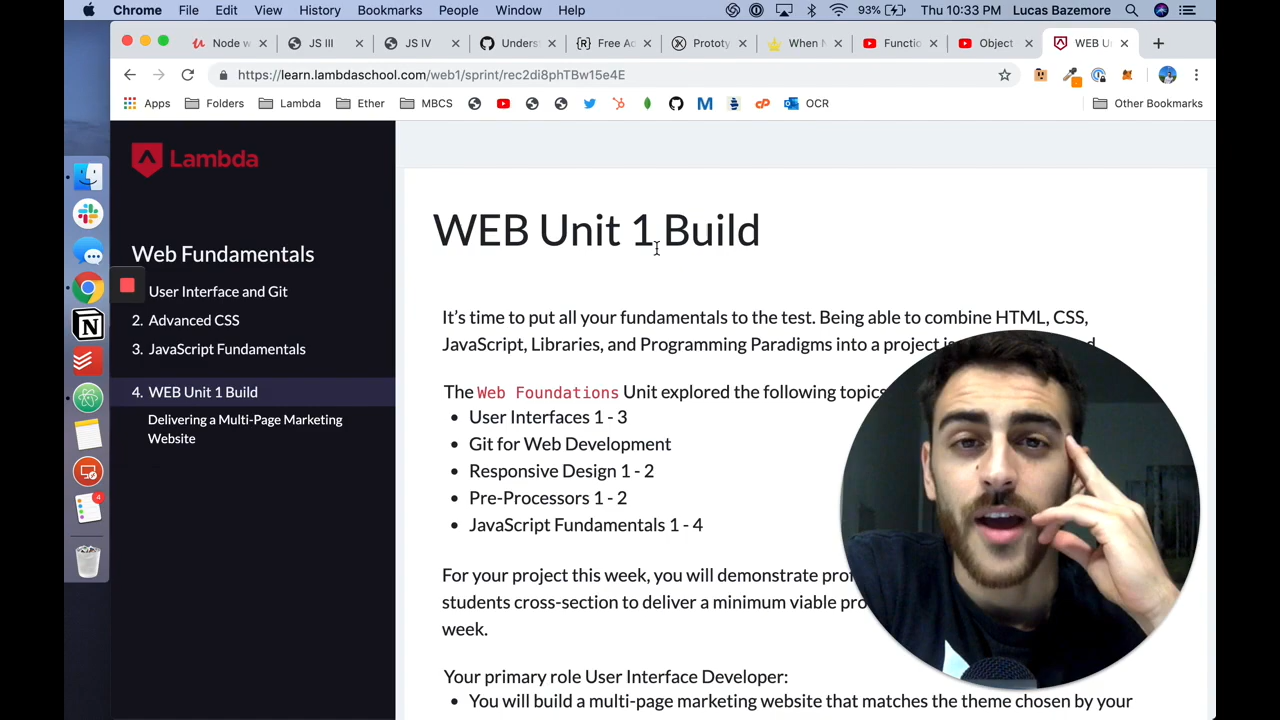 Chrome File Edit View History Bookmarks People Window Help 93% Thu 10:33 PM Lucas Bazemore
Node w JS III JS IV Unders Free Ac Prototy When N Functio Object WEB U
https://learn.lambdaschool.com/web1/sprint/rec2di8phTBw15e4E
Apps Folders Lambda Ether MBCS OCR Other Bookmarks
Lambda
Web Fundamentals
User Interface and Git
2. Advanced CSS
3. JavaScript Fundamentals
4. WEB Unit 1 Build
Delivering a Multi-Page Marketing
Website
4
WEB Unit 1 Build
It’s time to put all your fundamentals to the test. Being able to combine HTML, CSS,
JavaScript, Libraries, and Programming Paradigms into a project is
The Web Foundations Unit explored the following topics
• User Interfaces 1 - 3
• Git for Web Development
• Responsive Design 1 - 2
• Pre-Processors 1 - 2
• JavaScript Fundamentals 1 - 4
For your project this week, you will demonstrate
students cross-section to deliver a minimum viable
week.
Your primary role User Interface Developer:
• You will build a multi-page marketing website that matches the theme chosen by your